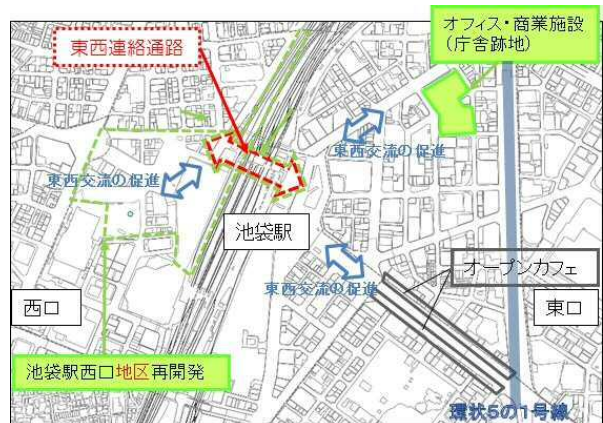 東西連絡通路
オフィス・商業施設
（庁舎跡地）
東西交流の促進
東西交流の促進
池袋駅
東西交流の促進
オープンカフェ
西口
東口
池袋駅西口地区再開発
環状5の1号線